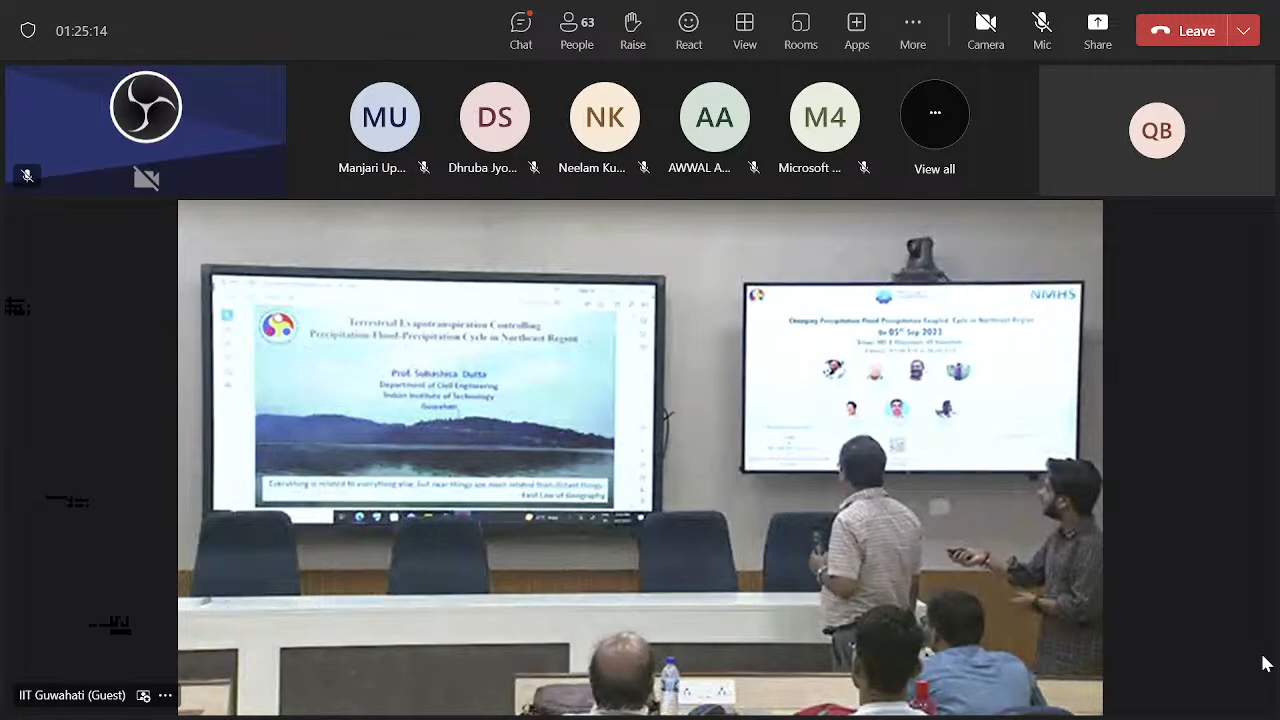 01:25:14
Chat
63
People
Raise
React
View
Rooms
Apps
More
Camera
Mic
Share
Leave
MU
DS
NK
AA
M4
QB
Manjari Up...
Dhruba Jyo...
Neelam Ku...
AWWAL A...
Microsoft ...
View all
Terrestrial Evapotranspiration Controlling
Precipitation-Flood-Precipitation Cycle in Northeast Region
Prof. Subashisa Dutta
Department of Civil Engineering
Indian Institute of Technology
Guwahati
Everything is related to everything else, but near things are much related than distant things.
First Law of Geography
NMHS
Changing Precipitation-Flood-Precipitation Coupled Cycle in Northeast Region
On 05th Sep 2023
IIT Guwahati (Guest)